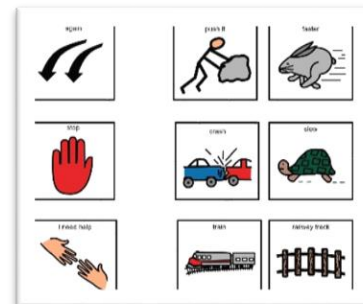 again
push it
faster
stop
crash
slow
I need help
train
railway track